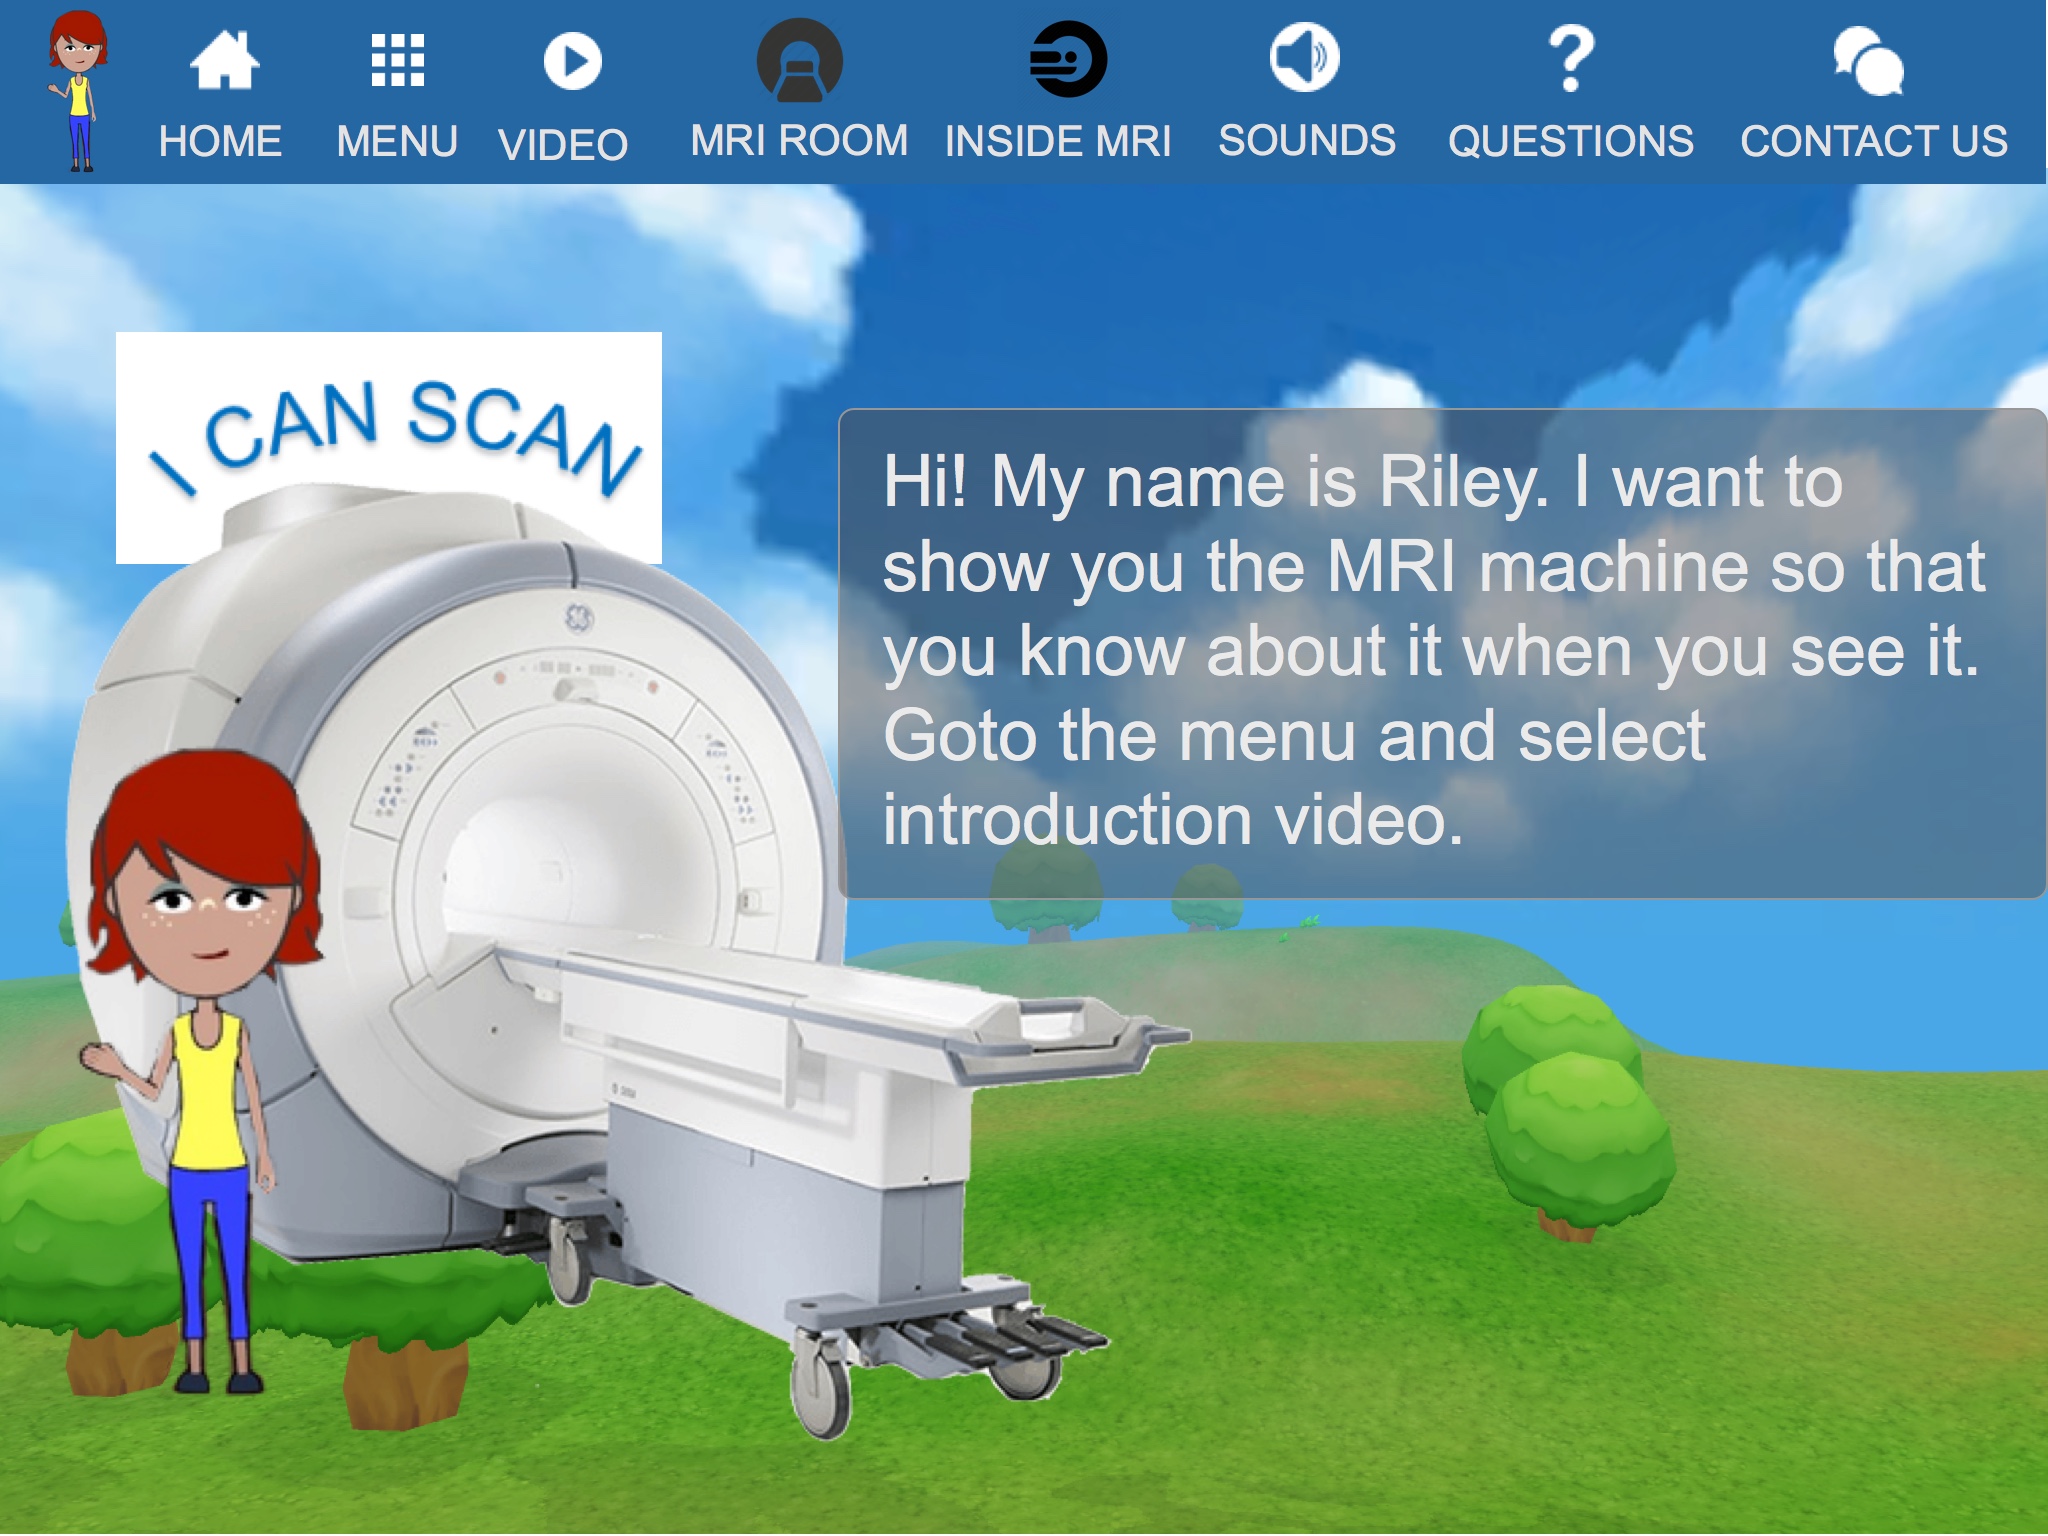 HOME
MENU
VIDEO
MRI ROOM
INSIDE MRI
SOUNDS
QUESTIONS
CONTACT US
I CAN SCAN
Hi! My name is Riley. I want to
show you the MRI machine so that
you know about it when you see it.
Goto the menu and select
introduction video.